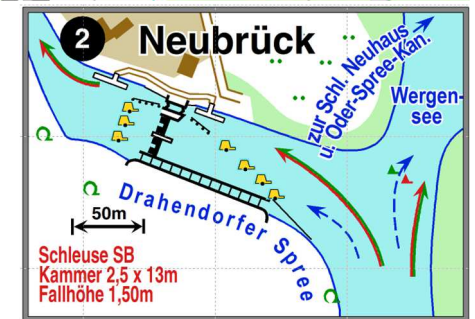 2 Neubrück
zur Schl. Neuhaus
u. Oder-Spree-Kan.
Wergen-
see
50m
Drahendorfer Spree
Schleuse SB
Kammer 2,5 x 13m
Fallhöhe 1,50m